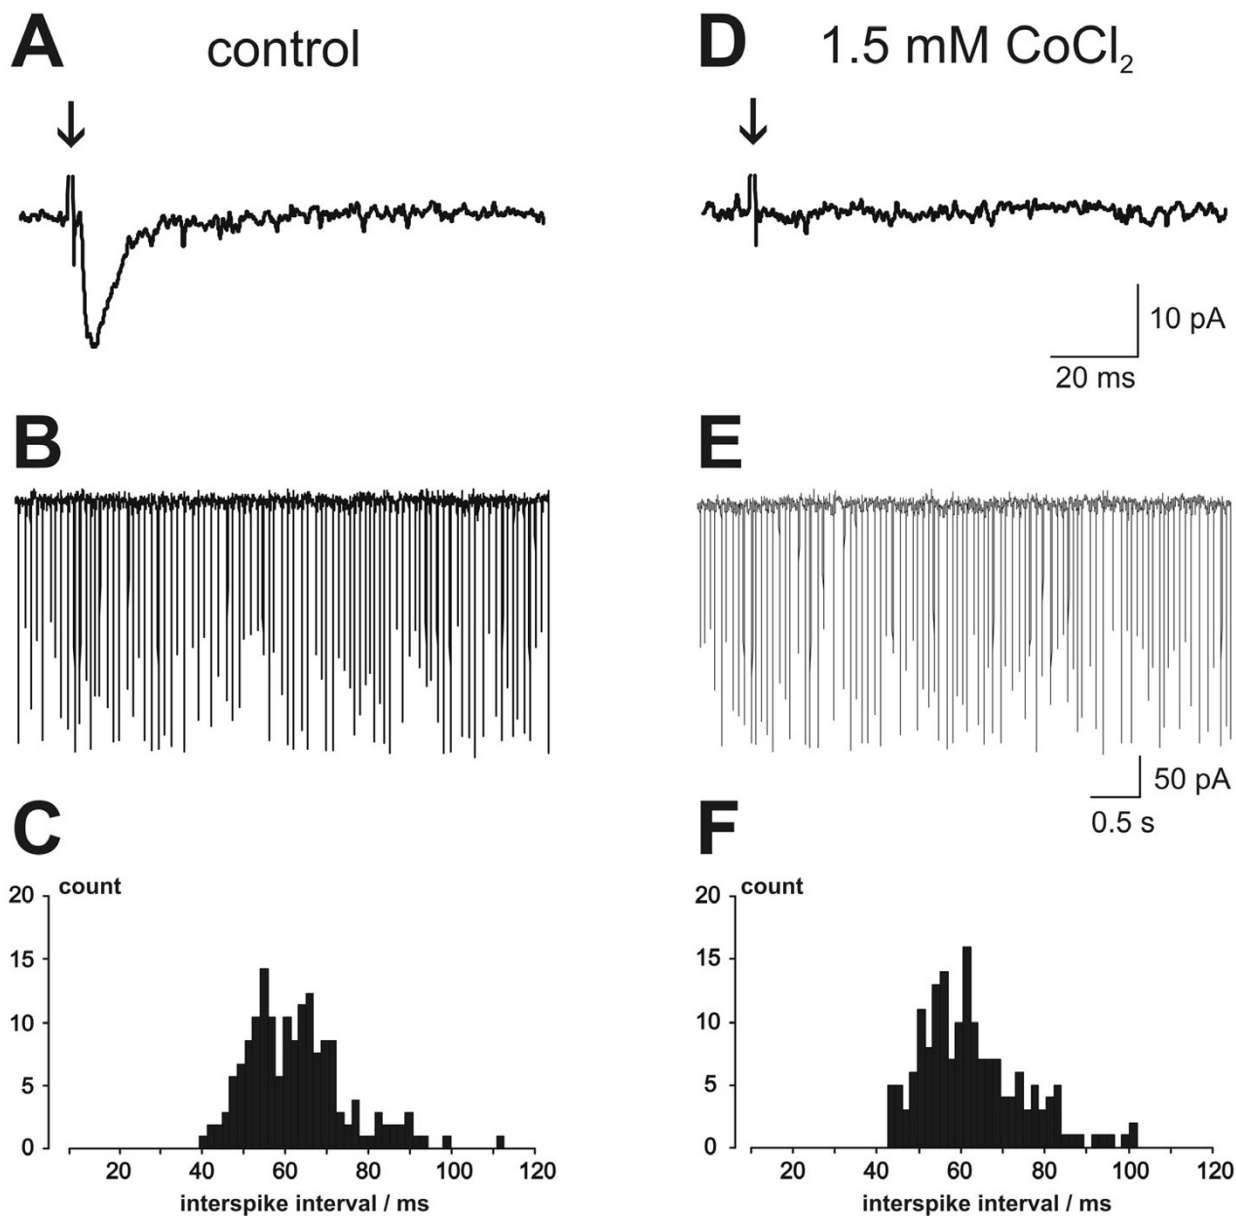 A control
D 1.5 mM CoCl₂
10 pA
20 ms
B
E
50 pA
0.5 s
C
count
20
15
10
5
0
20 40 60 80 100 120
interspike interval / ms
F
count
20
15
10
5
0
20 40 60 80 100 120
interspike interval / ms